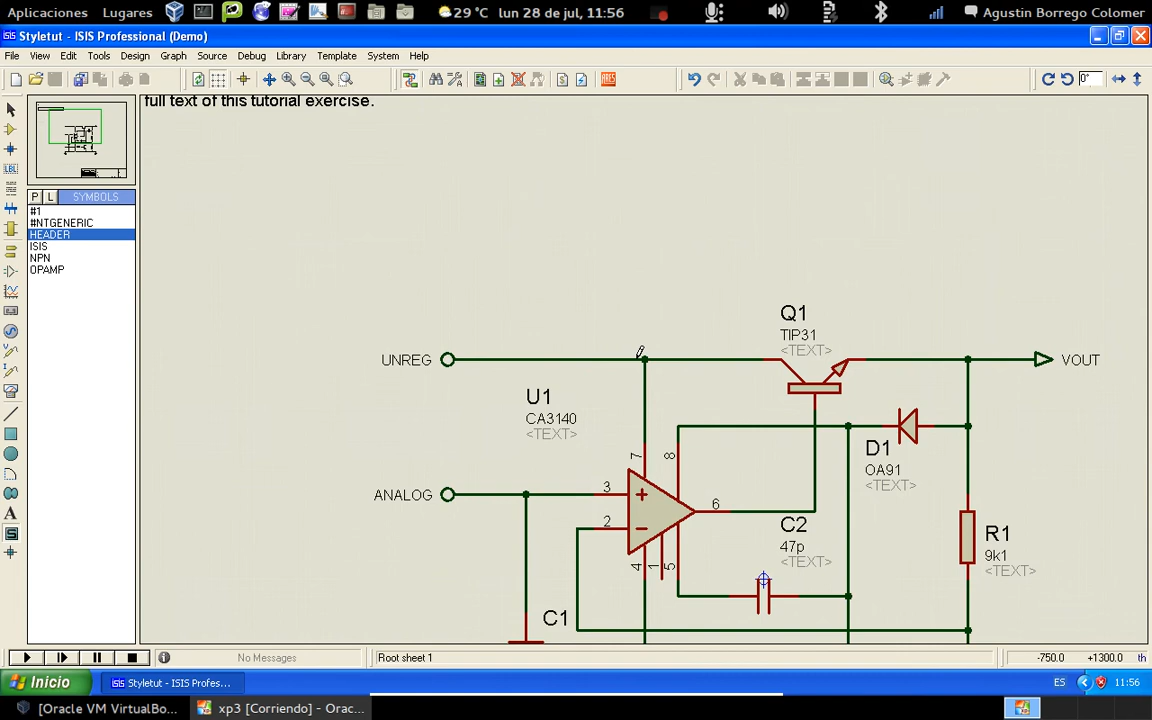 Aplicaciones Lugares 29 °C lun 28 de jul, 11:56 Agustin Borrego Colomer
Styletut - ISIS Professional (Demo)
File View Edit Tools Design Graph Source Debug Library Template System Help
LBL ARES 0°
full text of this tutorial exercise.
P L SYMBOLS
#1
#NTGENERIC
HEADER
ISIS
NPN
OPAMP
A
S
Q1
TIP31
<TEXT>
UNREG VOUT
U1
CA3140
<TEXT>
D1
OA91
<TEXT>
7 8
ANALOG 3 6
2
4 1 5
C2
47p
<TEXT>
R1
9k1
<TEXT>
C1
No Messages Root sheet 1 -750.0 +1300.0 th
Inicio Styletut - ISIS Profes... ES 11:56
[Oracle VM VirtualBo... xp3 [Corriendo] - Orac...